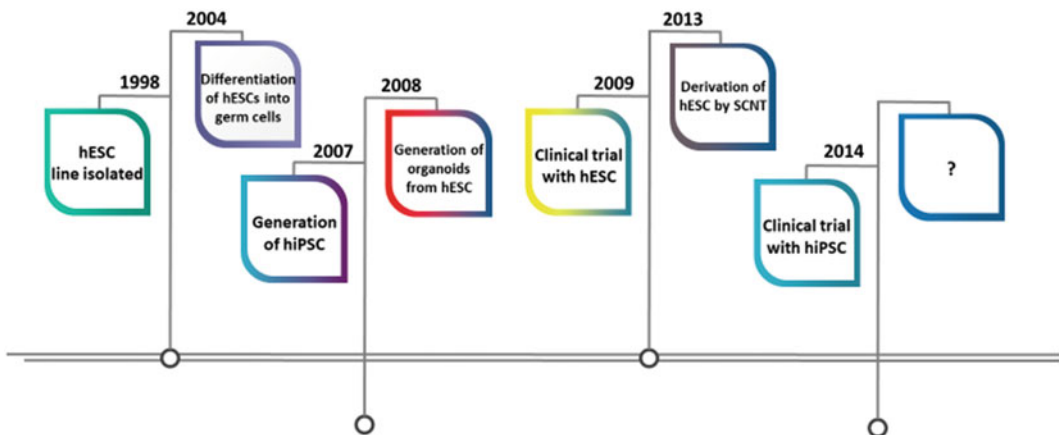 1998
hESC
line isolated
2004
Differentiation
of hESCs into
germ cells
2007
Generation
of hiPSC
2008
Generation of
organoids
from hESC
2009
Clinical trial
with hESC
2013
Derivation of
hESC by SCNT
2014
Clinical trial
with hiPSC
?